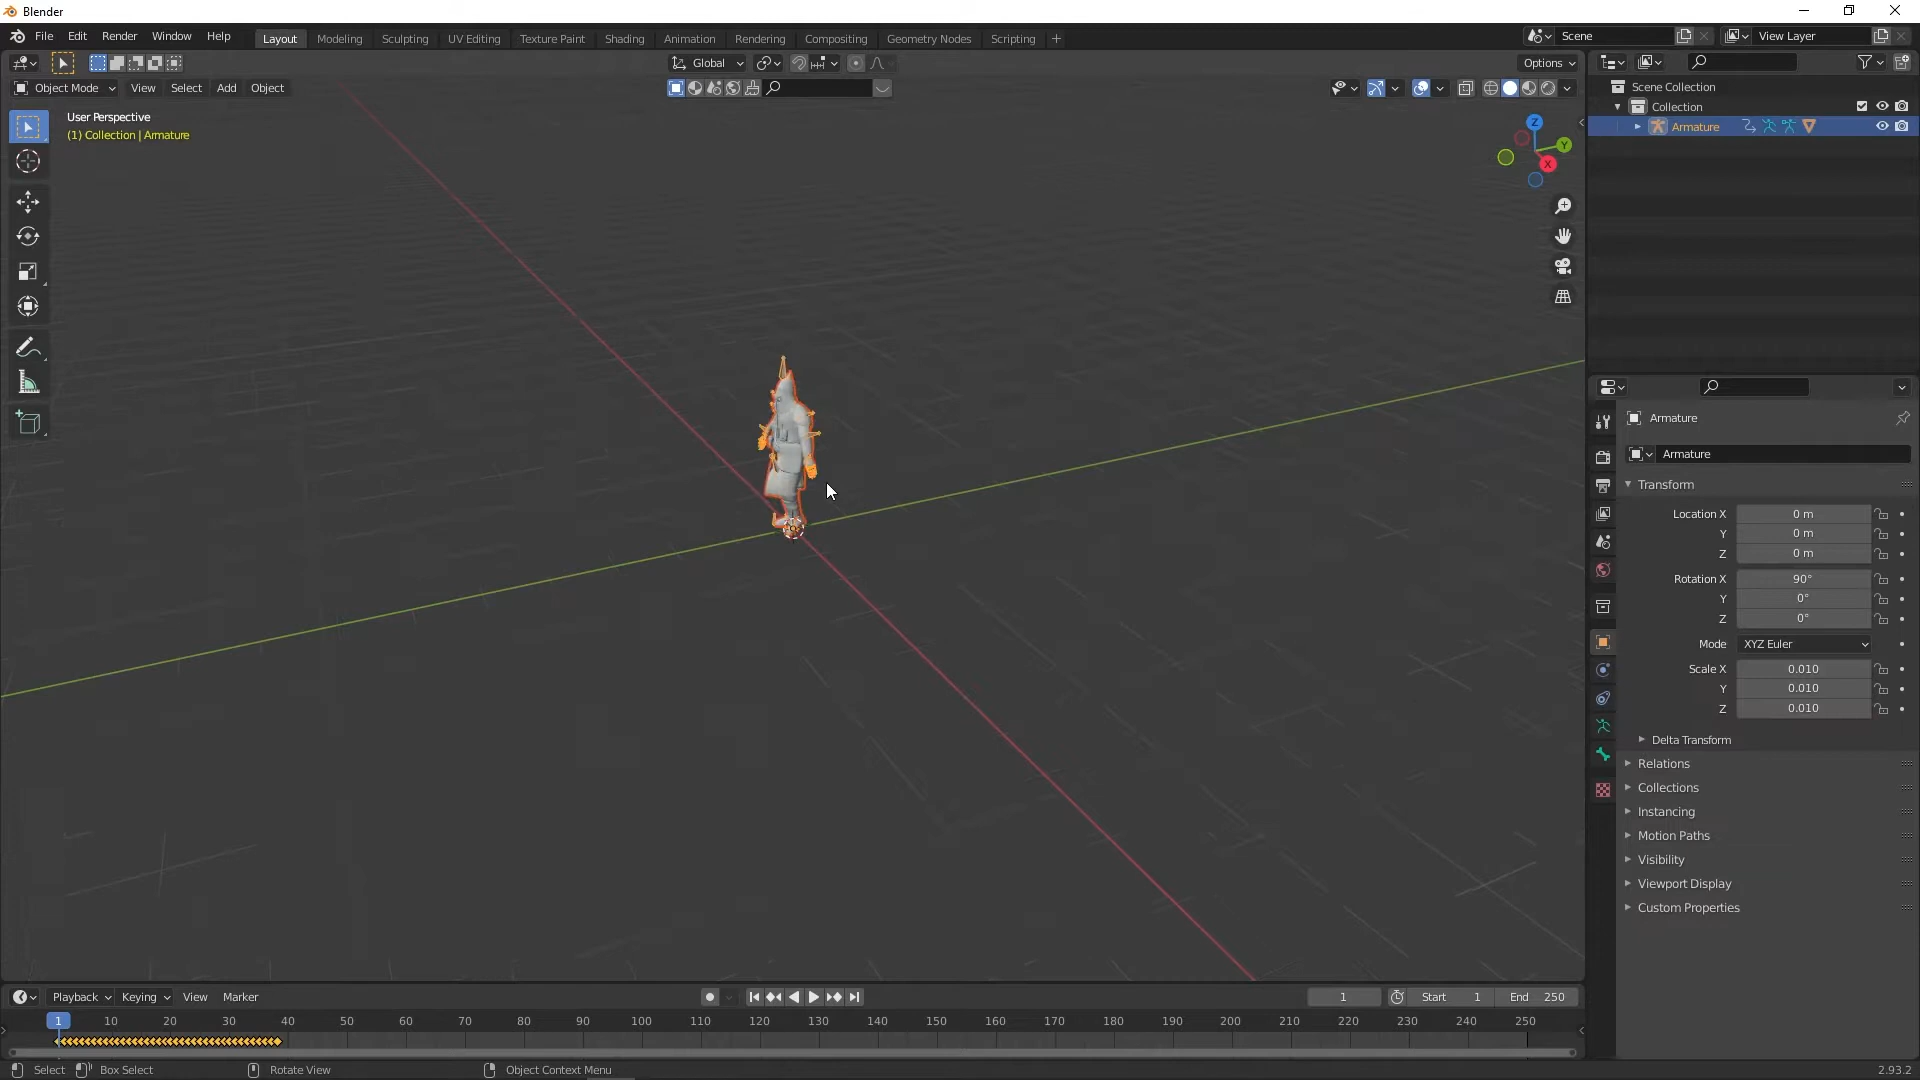 Blender
File Edit Render Window Help
Layout Modeling Sculpting UV Editing Texture Paint Shading Animation Rendering Compositing Geometry Nodes Scripting +
Scene
View Layer
Global
Options
Object Mode View Select Add Object
User Perspective
(1) Collection | Armature
Z
Y
X
Scene Collection
Collection
Armature
Armature
Armature
Transform
Location X 0 m
Y 0 m
Z 0 m
Rotation X 90°
Y 0°
Z 0°
Mode XYZ Euler
Scale X 0.010
Y 0.010
Z 0.010
Delta Transform
Relations
Collections
Instancing
Motion Paths
Visibility
Viewport Display
Custom Properties
Playback Keying View Marker
1 Start 1 End 250
1 10 20 30 40 50 60 70 80 90 100 110 120 130 140 150 160 170 180 190 200 210 220 230 240 250
Select Box Select Rotate View Object Context Menu
2.93.2